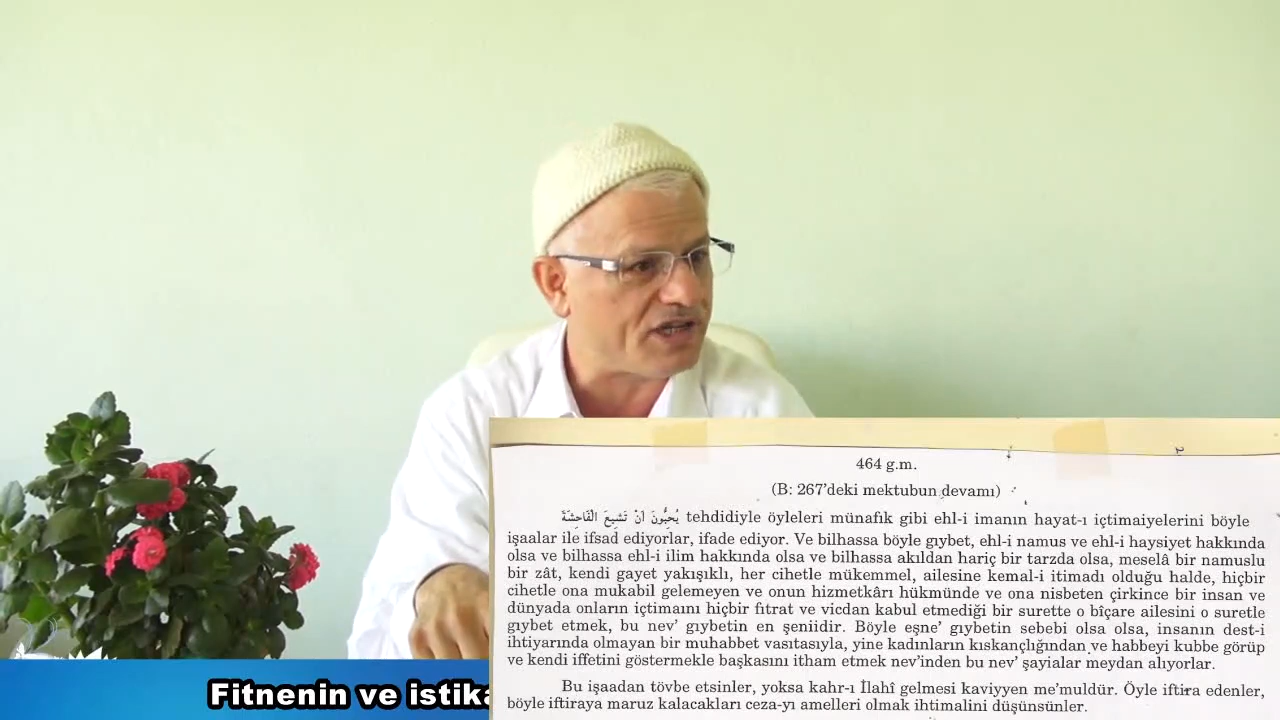 464 g.m.
(B: 267'deki mektubun devamı)
يُحِبُّونَ اَنْ تَشِيعَ الْفَاحِشَةُ tehdidiyle öyleleri münafık gibi ehl-i imanın hayat-ı içtimaiyelerini böyle
işaalar ile ifsad ediyorlar, ifade ediyor. Ve bilhassa böyle gıybet, ehl-i namus ve ehl-i haysiyet hakkında
olsa ve bilhassa ehl-i ilim hakkında olsa ve bilhassa akıldan hariç bir tarzda olsa, meselâ bir namuslu
bir zât, kendi gayet yakışıklı, her cihetle mükemmel, ailesine kemal-i itimadı olduğu halde, hiçbir
cihetle ona mukabil gelemeyen ve onun hizmetkârı hükmünde ve ona nisbeten çirkince bir insan ve
dünyada onların içtimaını hiçbir fıtrat ve vicdan kabul etmediği bir surette o bîçare ailesini o suretle
gıybet etmek, bu nev' gıybetin en şeniidir. Böyle eşne' gıybetin sebebi olsa olsa, insanın dest-i
ihtiyarında olmayan bir muhabbet vasıtasıyla, yine kadınların kıskançlığından ve habbeyi kubbe görüp
ve kendi iffetini göstermekle başkasını itham etmek nev'inden bu nev' şayialar meydan alıyorlar.
Bu işaadan tövbe etsinler, yoksa kahr-ı İlahî gelmesi kaviyyen me'muldür. Öyle iftira edenler,
böyle iftiraya maruz kalacakları ceza-yı amelleri olmak ihtimalini düşünsünler.
Fitnenin ve istika